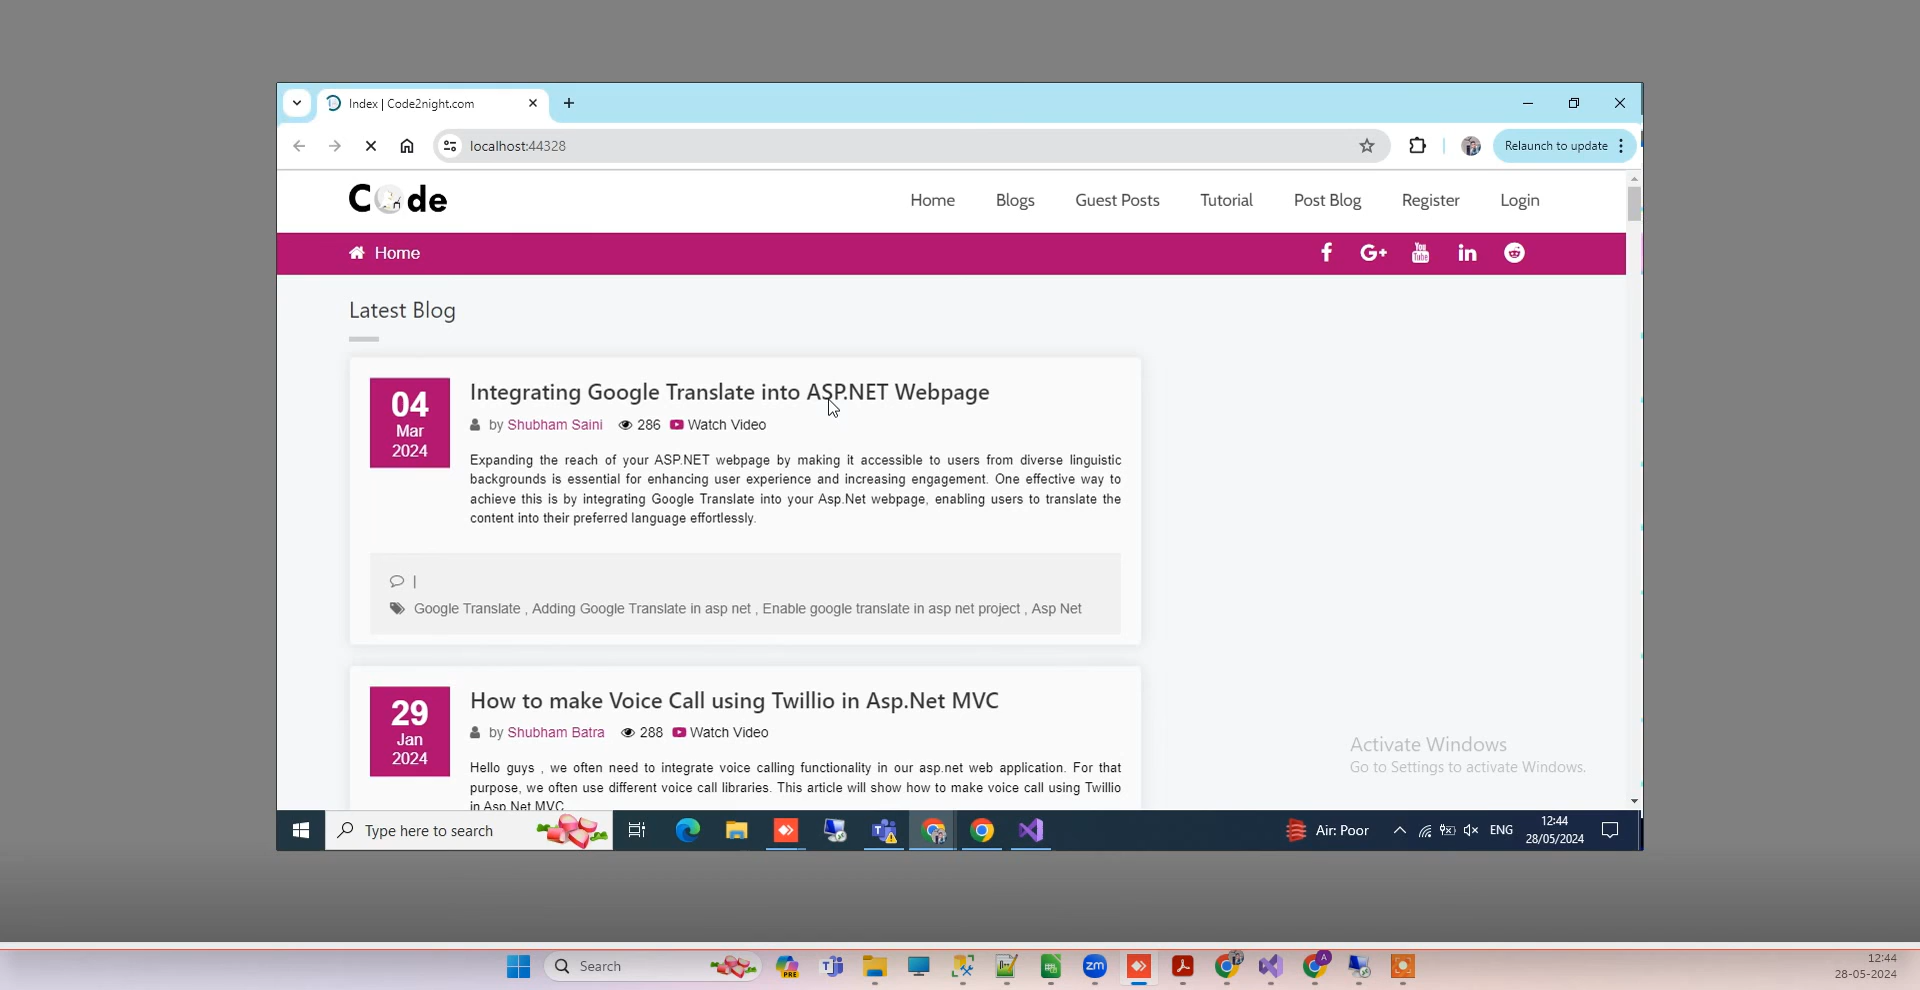 Index | Code2night.com
localhost:44328
Relaunch to update
C de
Home Blogs Guest Posts Tutorial Post Blog Register Login
Home
f G+ You Tube in
Latest Blog
04
Mar
2024
Integrating Google Translate into ASP.NET Webpage
by Shubham Saini 286 Watch Video
Expanding the reach of your ASP.NET webpage by making it accessible to users from diverse linguistic
backgrounds is essential for enhancing user experience and increasing engagement. One effective way to
achieve this is by integrating Google Translate into your Asp.Net webpage, enabling users to translate the
content into their preferred language effortlessly.
|
Google Translate , Adding Google Translate in asp net , Enable google translate in asp net project , Asp Net
29
Jan
2024
How to make Voice Call using Twillio in Asp.Net MVC
by Shubham Batra 288 Watch Video
Hello guys , we often need to integrate voice calling functionality in our asp.net web application. For that
purpose, we often use different voice call libraries. This article will show how to make voice call using Twillio
in Asp.Net MVC
Activate Windows
Go to Settings to activate Windows.
Type here to search
Air: Poor
ENG
12:44
28/05/2024
Search
PRE
zm
A
12:44
28-05-2024